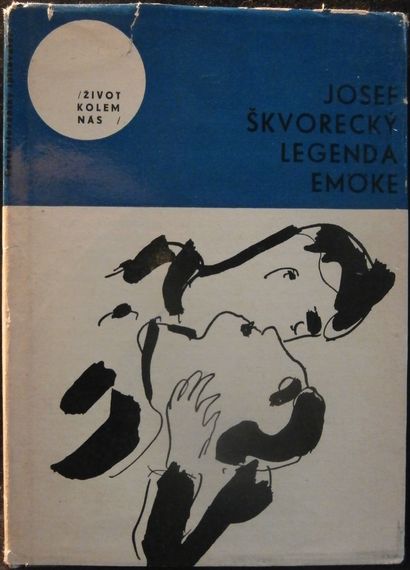 /ŽIVOT
KOLEM
NÁS/
JOSEF
ŠKVORECKÝ
LEGENDA
EMÖKE